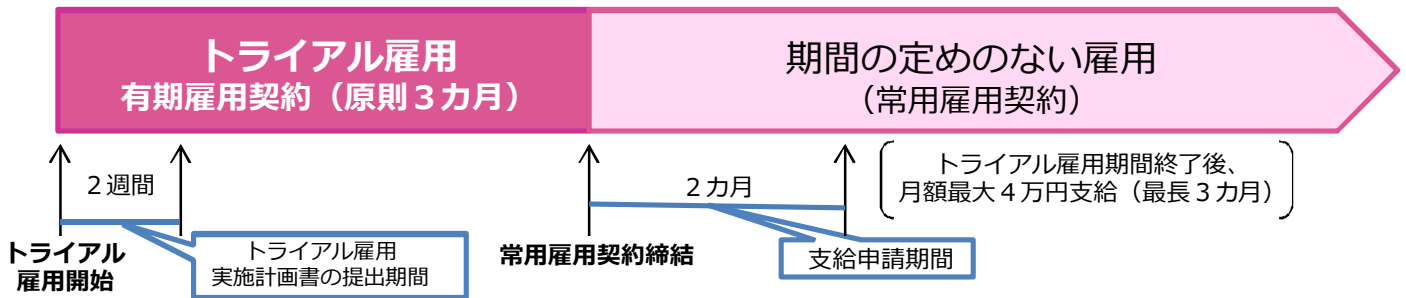 トライアル雇用
有期雇用契約（原則３カ月）
期間の定めのない雇用
（常用雇用契約）
２週間
２カ月
トライアル雇用期間終了後、
月額最大４万円支給（最長３カ月）
トライアル
雇用開始
トライアル雇用
実施計画書の提出期間
常用雇用契約締結
支給申請期間